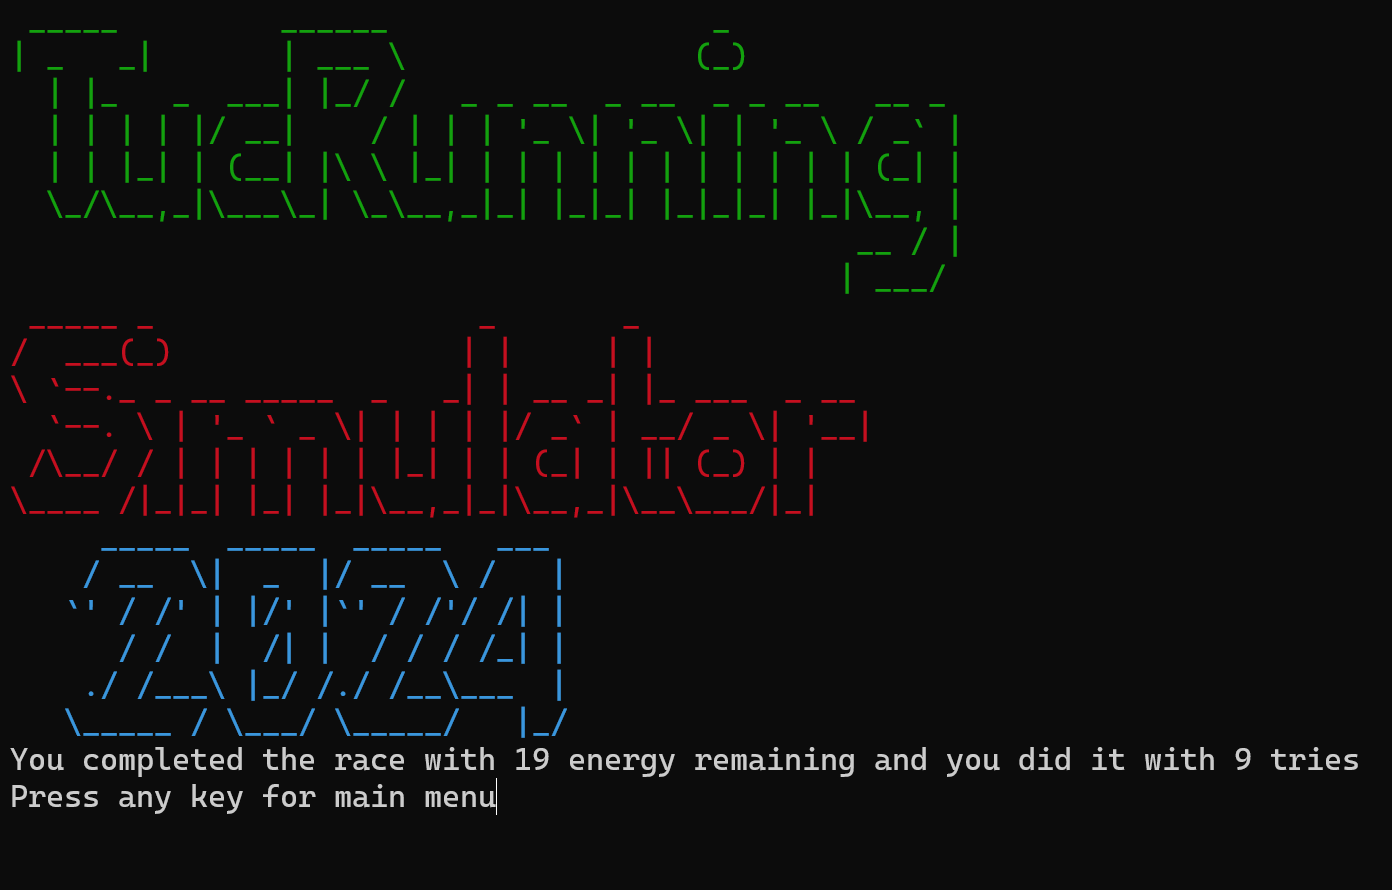 TucRunning
Simulator
2024
You completed the race with 19 energy remaining and you did it with 9 tries
Press any key for main menu